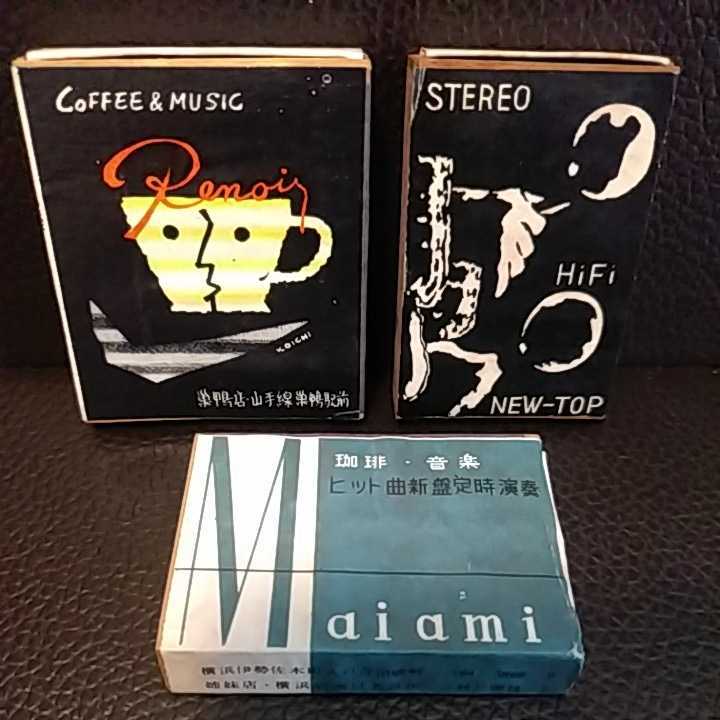 COFFEE & MUSIC
Renoir
KOICHI
巣鴨店・山手線巣鴨駅前
STEREO
HiFi
NEW-TOP
珈琲・音楽
ヒット曲新盤定時演奏
Maiami
横浜伊勢佐木
姉妹店・横浜